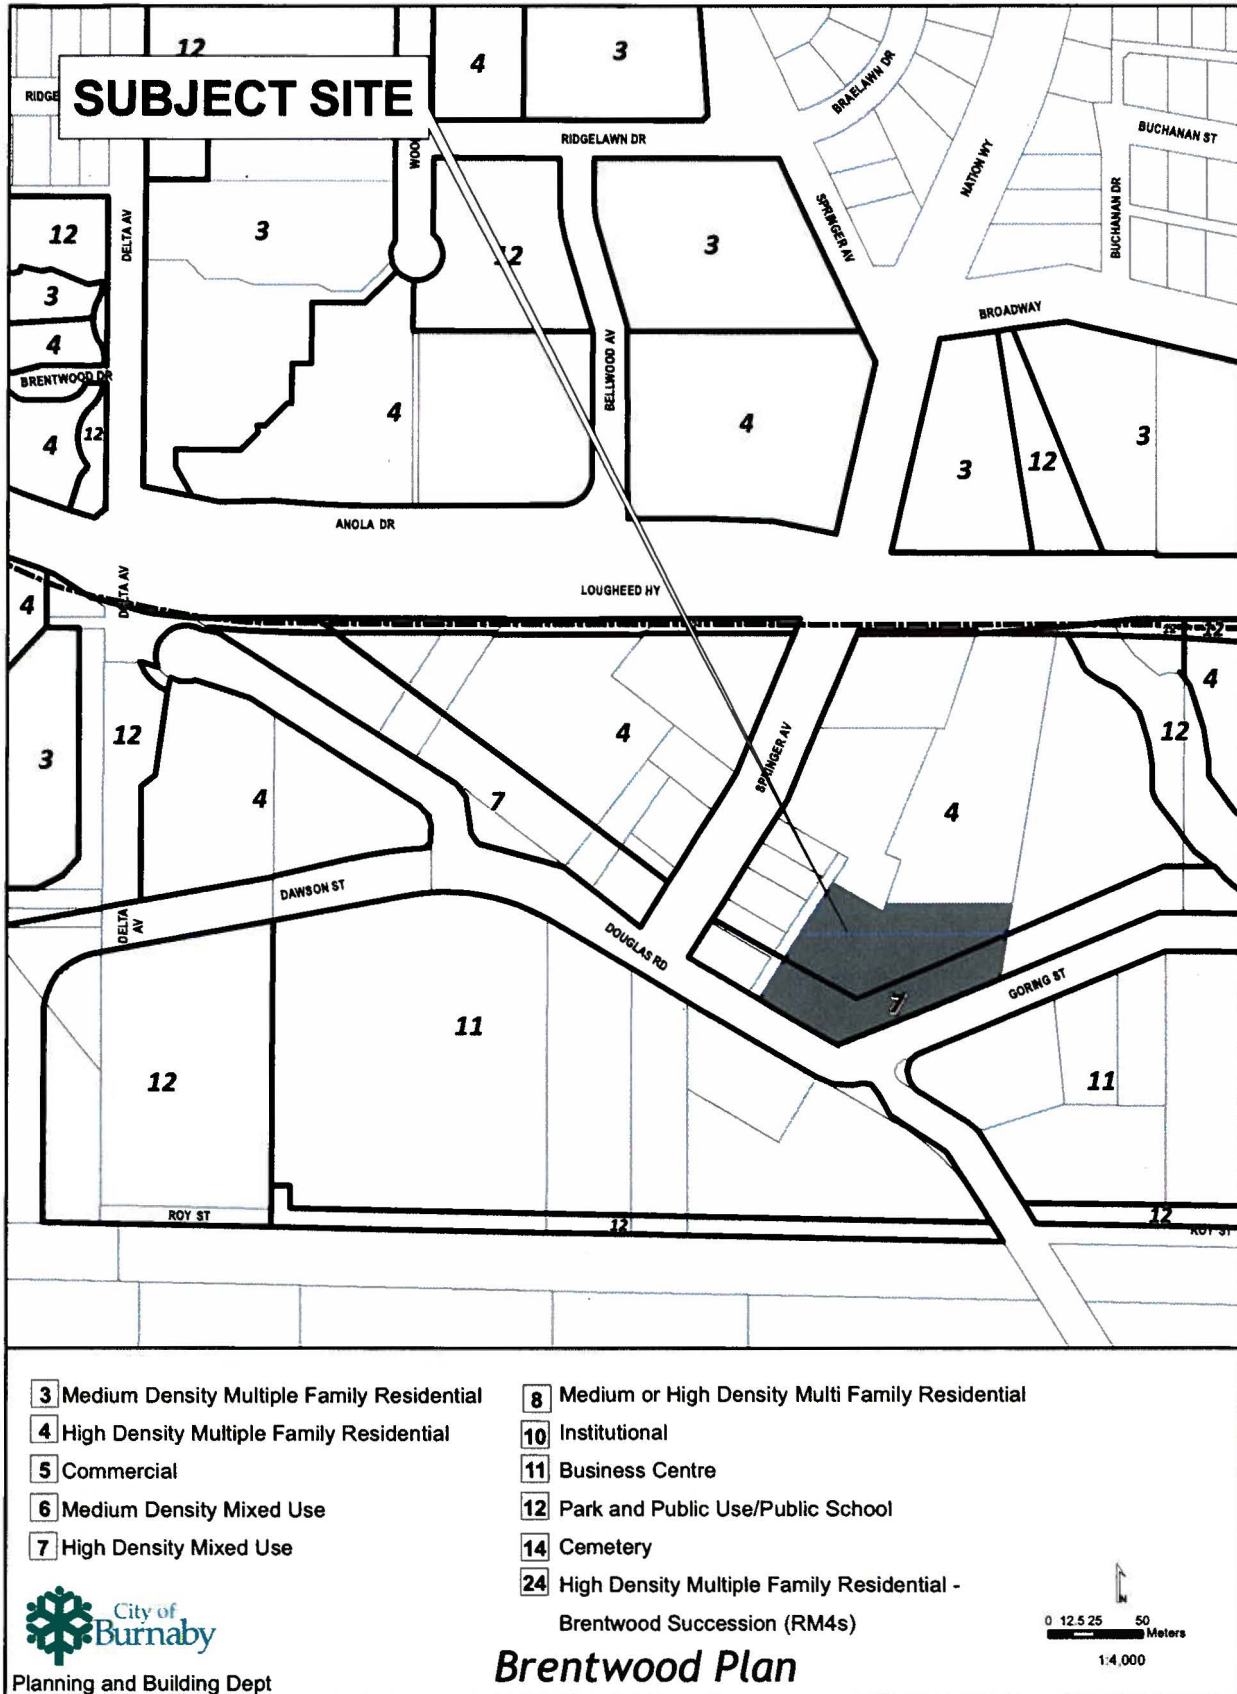 12
4
3
RIDGE
SUBJECT SITE
WOO
RIDGELAWN DR
BRAELAWN DR
NATION WY
BUCHANAN ST
BUCHANAN DR
SPRINGER AV
12
DELTA AV
3
12
3
3
4
BRENTWOOD DR
BROADWAY
BELLWOOD AV
4
12
4
4
3
12
3
ANOLA DR
LOUGHEED HY
DELTA AV
4
12
4
12
3
12
4
7
4
SPRINGER AV
4
DAWSON ST
DELTA AV
DOUGLAS RD
GORING ST
7
11
12
11
ROY ST
12
12
ROY ST
3 Medium Density Multiple Family Residential
4 High Density Multiple Family Residential
5 Commercial
6 Medium Density Mixed Use
7 High Density Mixed Use
8 Medium or High Density Multi Family Residential
10 Institutional
11 Business Centre
12 Park and Public Use/Public School
14 Cemetery
24 High Density Multiple Family Residential -
Brentwood Succession (RM4s)
City of
Burnaby
Planning and Building Dept
Brentwood Plan
N
0 12.5 25 50
Meters
1:4,000